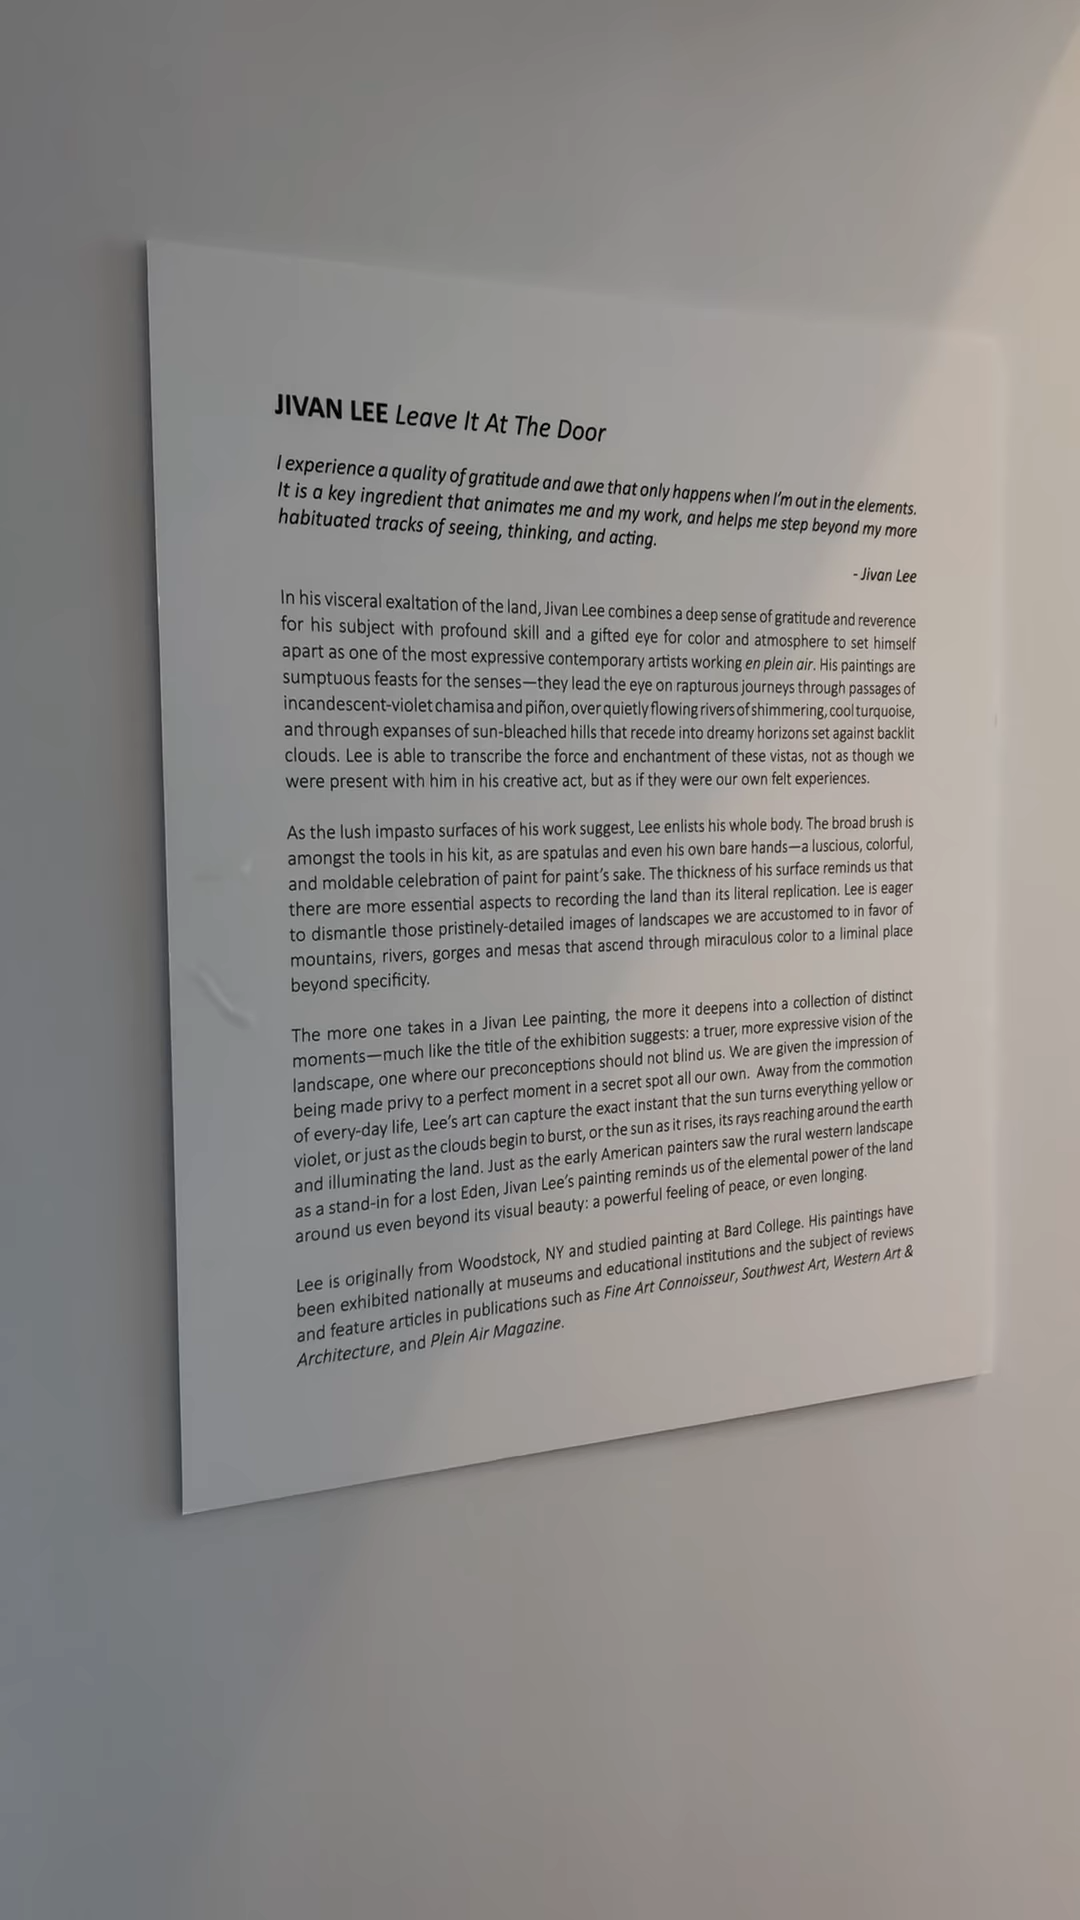 JIVAN LEE Leave It At The Door
I experience a quality of gratitude and awe that only happens when I'm out in the elements.
It is a key ingredient that animates me and my work, and helps me step beyond my more
habituated tracks of seeing, thinking, and acting.
- Jivan Lee
In his visceral exaltation of the land, Jivan Lee combines a deep sense of gratitude and reverence
for his subject with profound skill and a gifted eye for color and atmosphere to set himself
apart as one of the most expressive contemporary artists working en plein air. His paintings are
sumptuous feasts for the senses—they lead the eye on rapturous journeys through passages of
incandescent-violet chamisa and piñon, over quietly flowing rivers of shimmering, cool turquoise,
and through expanses of sun-bleached hills that recede into dreamy horizons set against backlit
clouds. Lee is able to transcribe the force and enchantment of these vistas, not as though we
were present with him in his creative act, but as if they were our own felt experiences.
As the lush impasto surfaces of his work suggest, Lee enlists his whole body. The broad brush is
amongst the tools in his kit, as are spatulas and even his own bare hands—a luscious, colorful,
and moldable celebration of paint for paint's sake. The thickness of his surface reminds us that
there are more essential aspects to recording the land than its literal replication. Lee is eager
to dismantle those pristinely-detailed images of landscapes we are accustomed to in favor of
mountains, rivers, gorges and mesas that ascend through miraculous color to a liminal place
beyond specificity.
The more one takes in a Jivan Lee painting, the more it deepens into a collection of distinct
moments—much like the title of the exhibition suggests: a truer, more expressive vision of the
landscape, one where our preconceptions should not blind us. We are given the impression of
being made privy to a perfect moment in a secret spot all our own. Away from the commotion
of every-day life, Lee's art can capture the exact instant that the sun turns everything yellow or
violet, or just as the clouds begin to burst, or the sun as it rises, its rays reaching around the earth
and illuminating the land. Just as the early American painters saw the rural western landscape
as a stand-in for a lost Eden, Jivan Lee's painting reminds us of the elemental power of the land
around us even beyond its visual beauty: a powerful feeling of peace, or even longing.
Lee is originally from Woodstock, NY and studied painting at Bard College. His paintings have
been exhibited nationally at museums and educational institutions and the subject of reviews
and feature articles in publications such as Fine Art Connoisseur, Southwest Art, Western Art &
Architecture, and Plein Air Magazine.